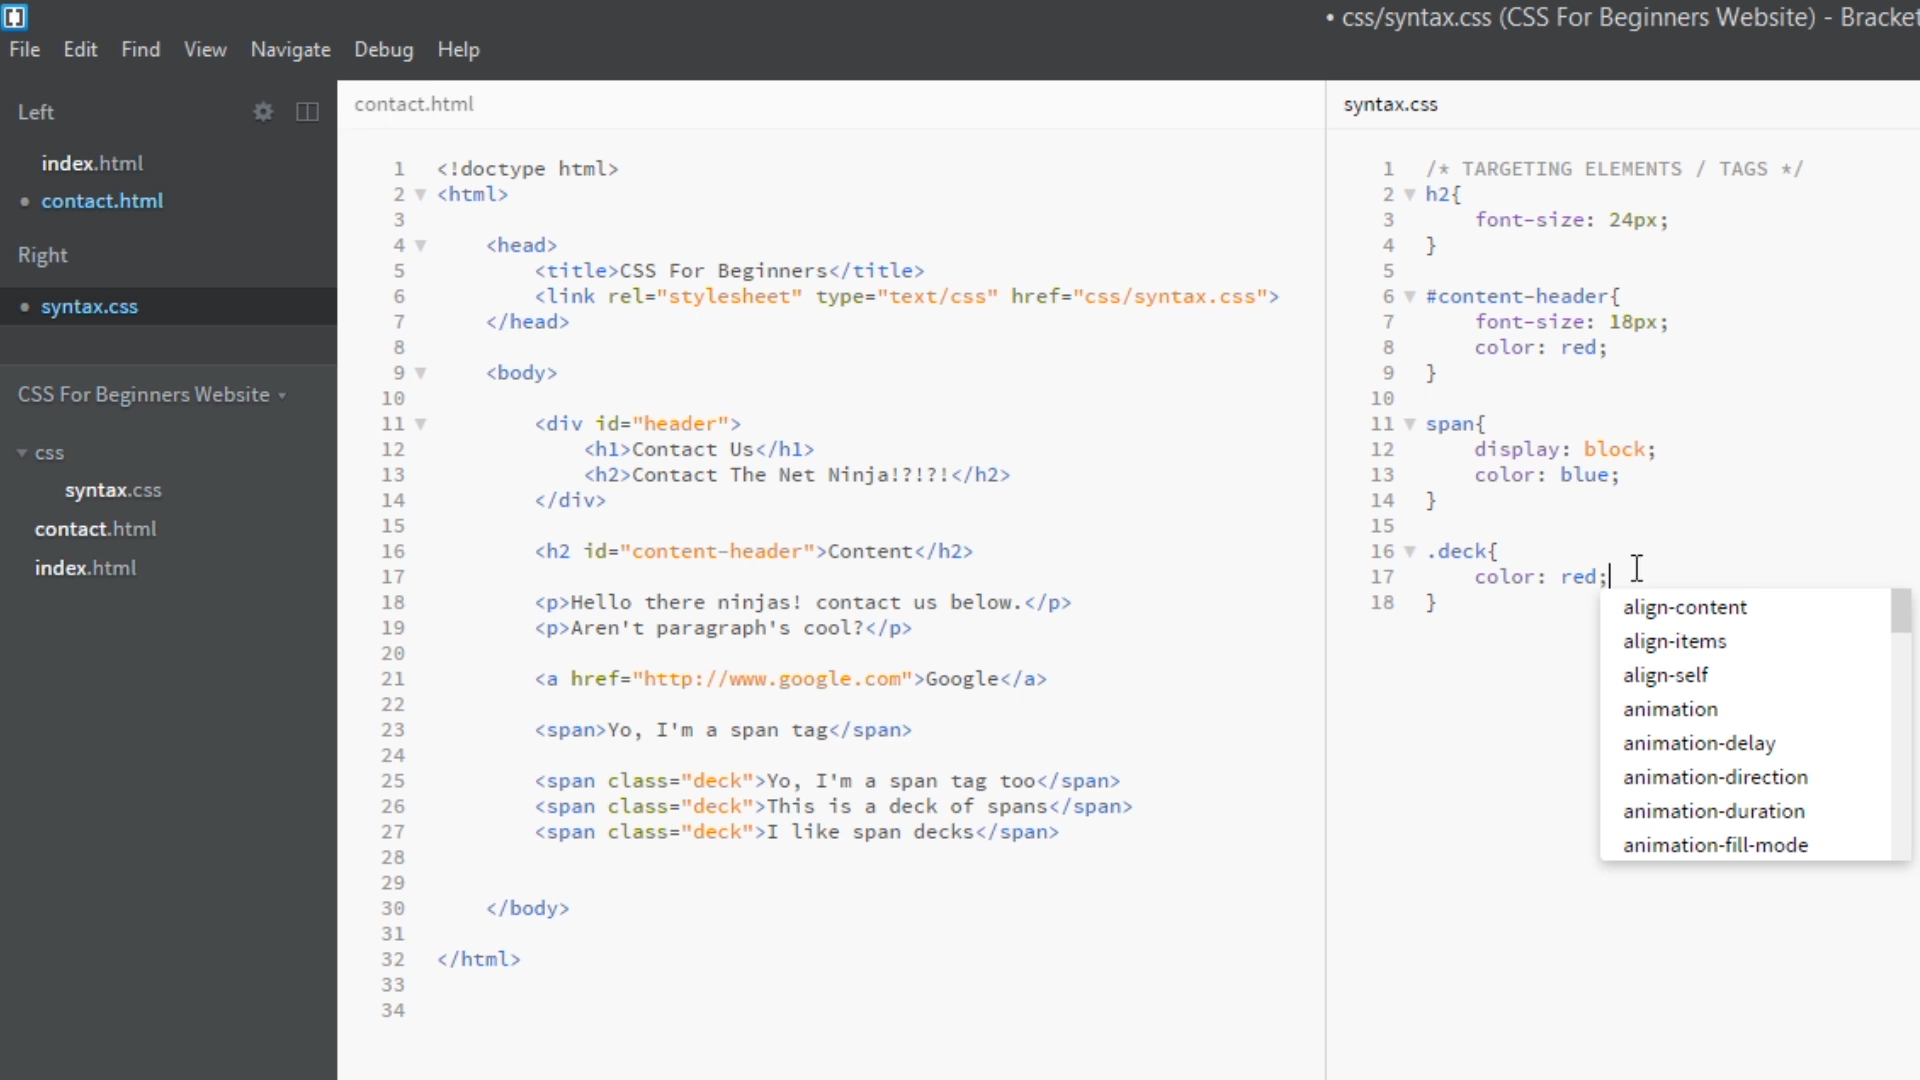 • css/syntax.css (CSS For Beginners Website) - Bracket
File Edit Find View Navigate Debug Help
Left
index.html
• contact.html
Right
• syntax.css
CSS For Beginners Website
css
syntax.css
contact.html
index.html
contact.html
1 <!doctype html>
2 <html>
3
4 <head>
5 <title>CSS For Beginners</title>
6 <link rel="stylesheet" type="text/css" href="css/syntax.css">
7 </head>
8
9 <body>
10
11 <div id="header">
12 <h1>Contact Us</h1>
13 <h2>Contact The Net Ninja!?!?!</h2>
14 </div>
15
16 <h2 id="content-header">Content</h2>
17
18 <p>Hello there ninjas! contact us below.</p>
19 <p>Aren't paragraph's cool?</p>
20
21 <a href="http://www.google.com">Google</a>
22
23 <span>Yo, I'm a span tag</span>
24
25 <span class="deck">Yo, I'm a span tag too</span>
26 <span class="deck">This is a deck of spans</span>
27 <span class="deck">I like span decks</span>
28
29
30 </body>
31
32 </html>
33
34
syntax.css
1 /* TARGETING ELEMENTS / TAGS */
2 h2{
3 font-size: 24px;
4 }
5
6 #content-header{
7 font-size: 18px;
8 color: red;
9 }
10
11 span{
12 display: block;
13 color: blue;
14 }
15
16 .deck{
17 color: red;
18 }
align-content
align-items
align-self
animation
animation-delay
animation-direction
animation-duration
animation-fill-mode